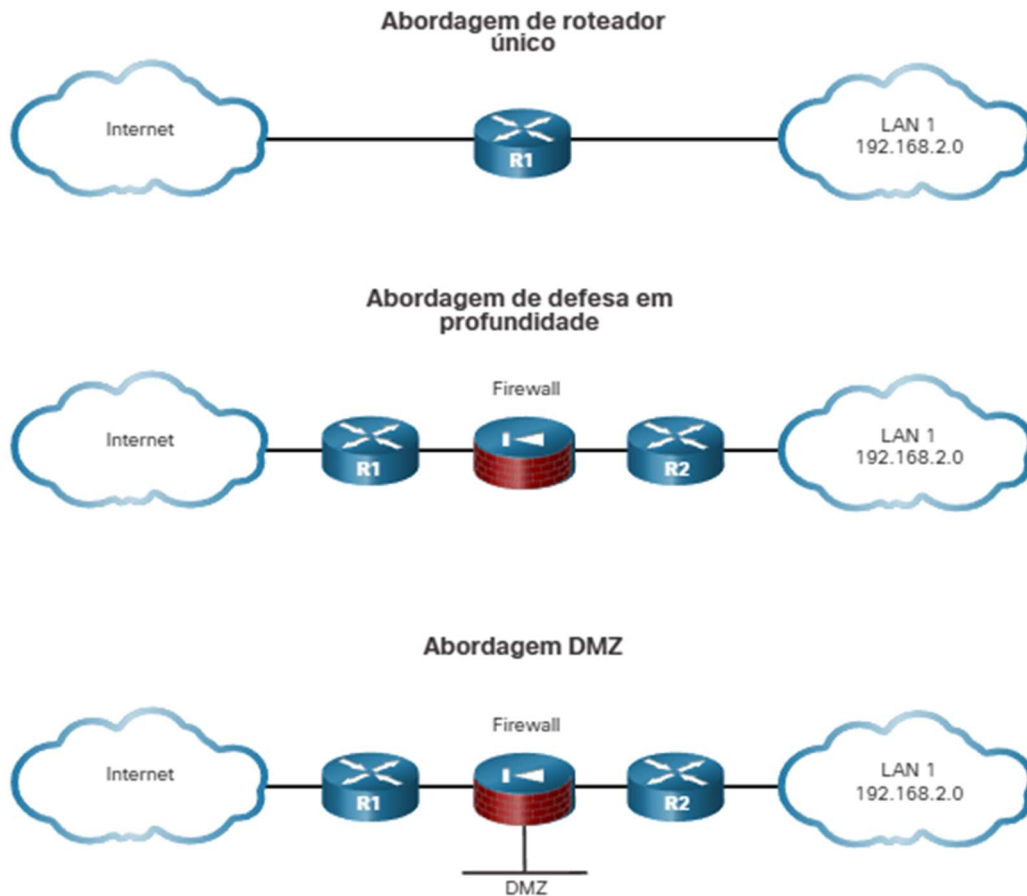 Abordagem de roteador
único
Internet
R1
LAN 1
192.168.2.0
Abordagem de defesa em
profundidade
Firewall
Internet
R1
R2
LAN 1
192.168.2.0
Abordagem DMZ
Firewall
Internet
R1
R2
LAN 1
192.168.2.0
DMZ